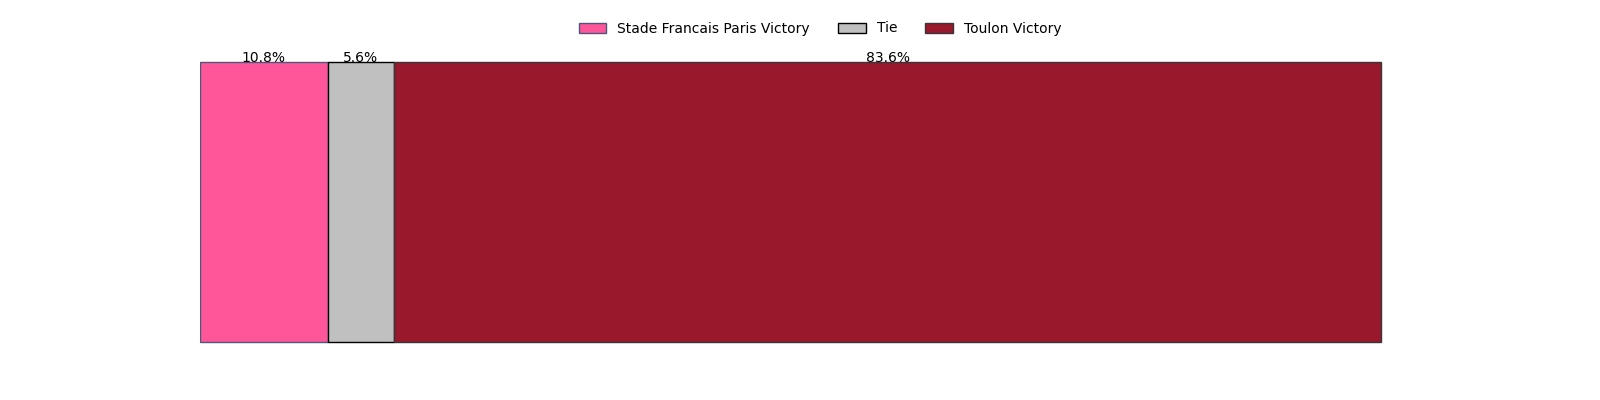 Stade Francais Paris Victory Tie Toulon Victory
10.8% 5.6% 83.6%